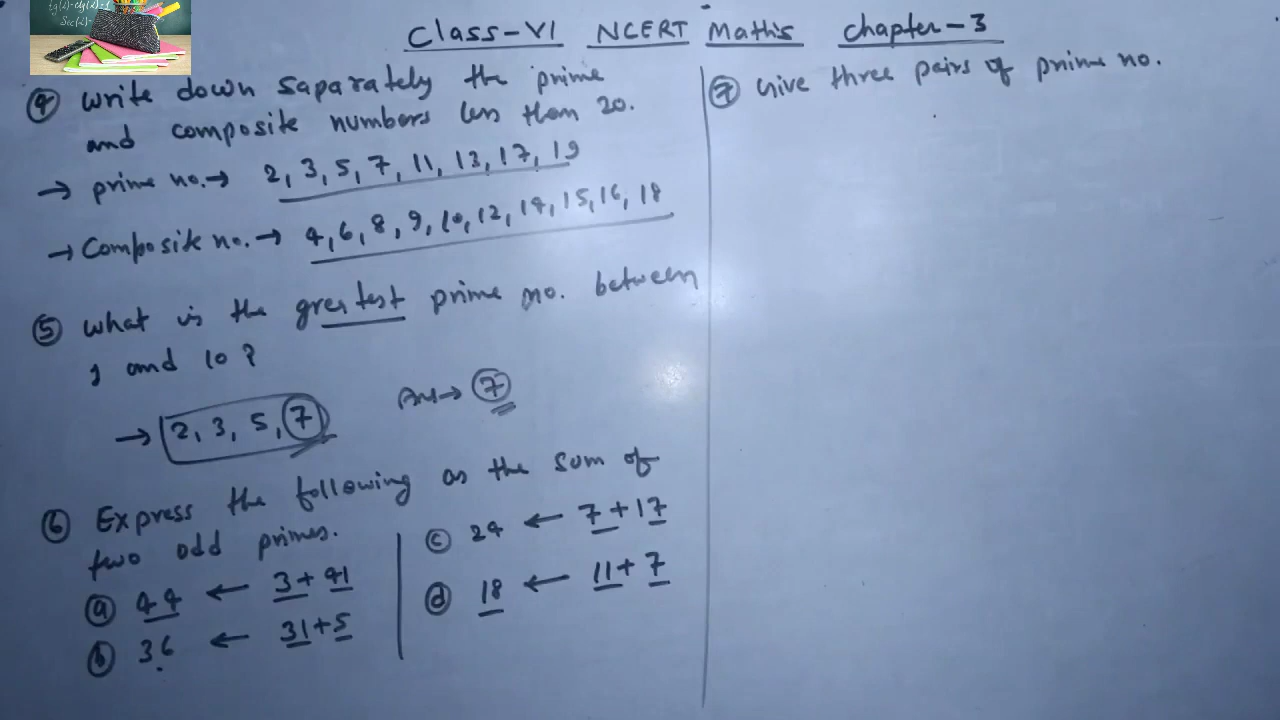 Class-VI NCERT Maths chapter-3
④ write down saparately the prime
and composite numbers less than 20.
→ prime no.→ 2, 3, 5, 7, 11, 13, 17, 19
→ Composite no.→ 4, 6, 8, 9, 10, 12, 14, 15, 16, 18
⑤ what is the greatest prime no. between
1 and 10?
→ 2, 3, 5, 7 Ans→ 7
⑥ Express the following as the sum of
two odd primes.
ⓐ 44 ← 3+41
ⓑ 36 ← 31+5
ⓒ 24 ← 7+17
ⓓ 18 ← 11+7
⑦ Give three pairs of prime no.